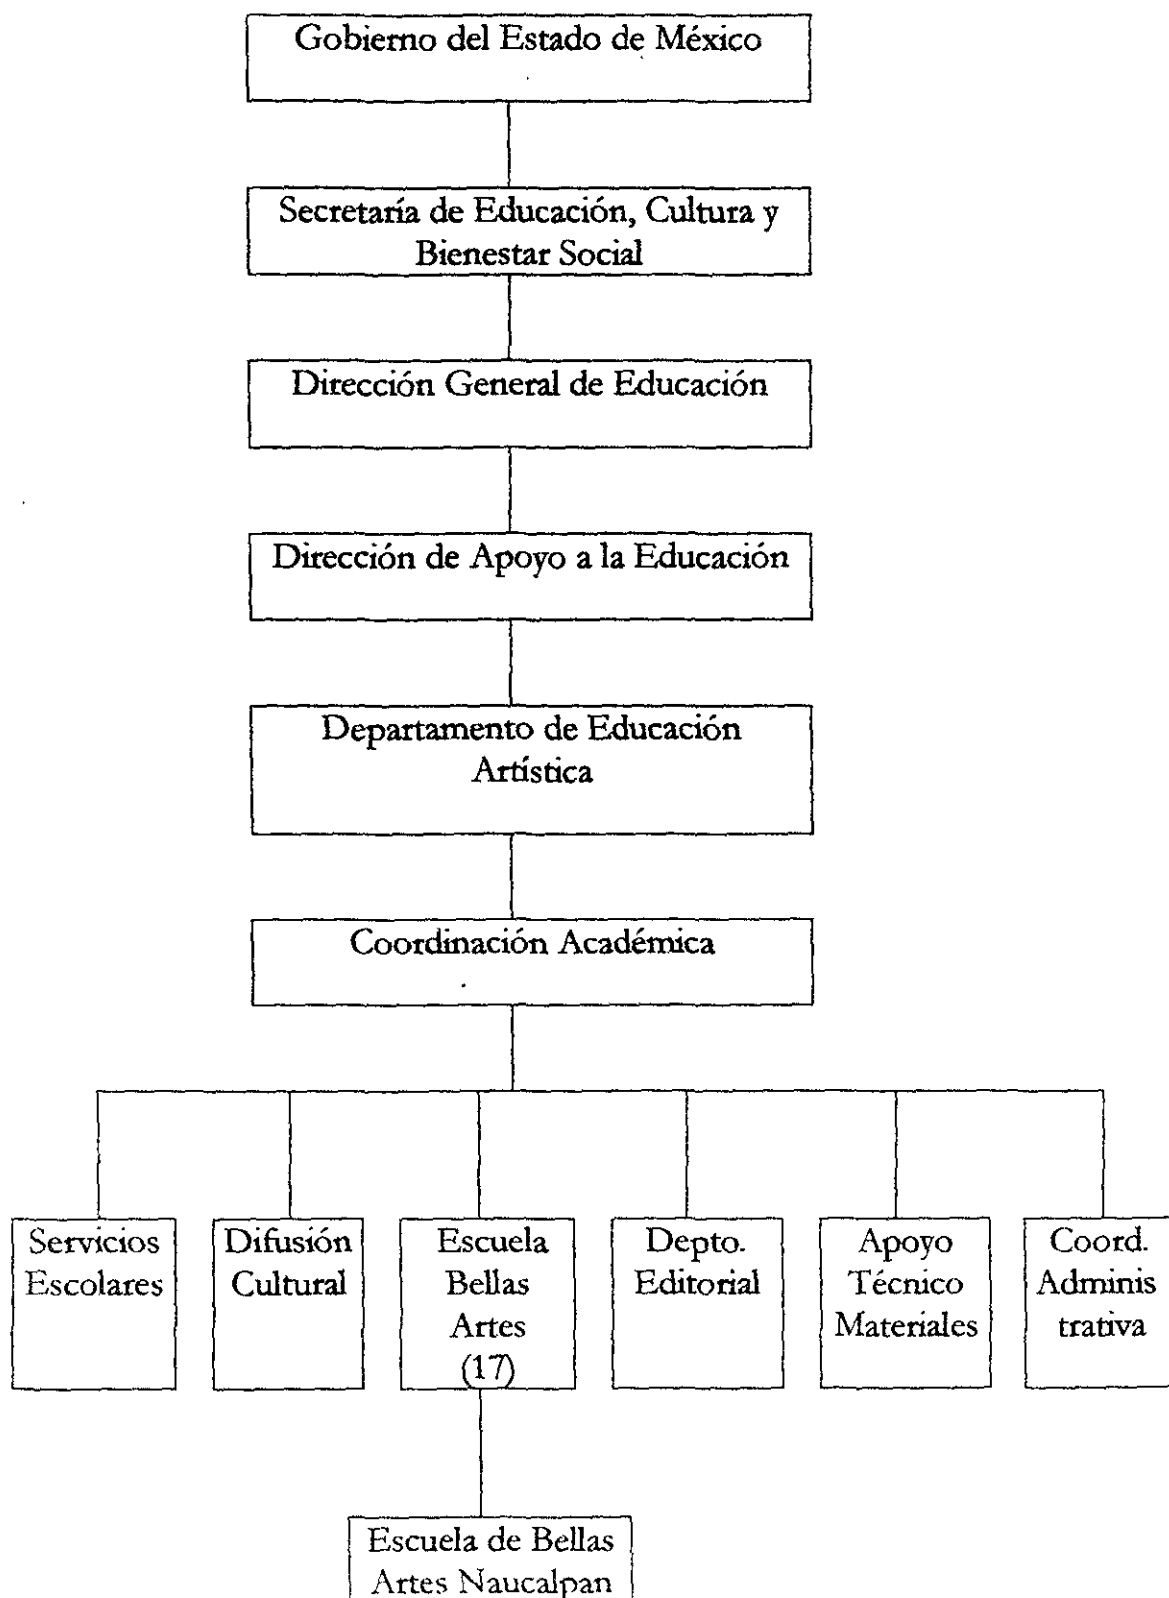 Gobierno del Estado de México
Secretaría de Educación, Cultura y
Bienestar Social
Dirección General de Educación
Dirección de Apoyo a la Educación
Departamento de Educación
Artística
Coordinación Académica
Servicios
Escolares
Difusión
Cultural
Escuela
Bellas
Artes
(17)
Depto.
Editorial
Apoyo
Técnico
Materiales
Coord.
Adminis
trativa
Escuela de Bellas
Artes Naucalpan